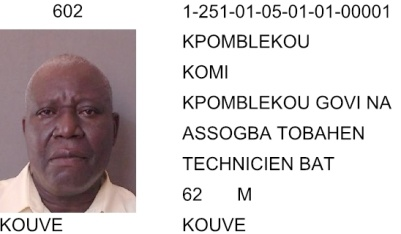 602
1-251-01-05-01-01-00001
KPOMBLEKOU
KOMI
KPOMBLEKOU GOVI NA
ASSOGBA TOBAHEN
TECHNICIEN BAT
62 M
KOUVE
KOUVE